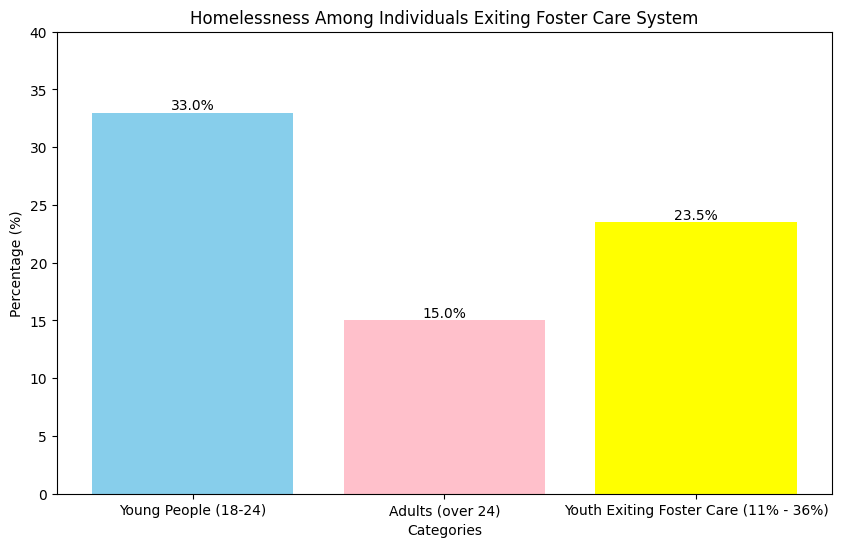 Homelessness Among Individuals Exiting Foster Care System
Percentage (%)
40
35
30
25
20
15
10
5
0
33.0%
15.0%
23.5%
Young People (18-24)
Adults (over 24)
Youth Exiting Foster Care (11% - 36%)
Categories